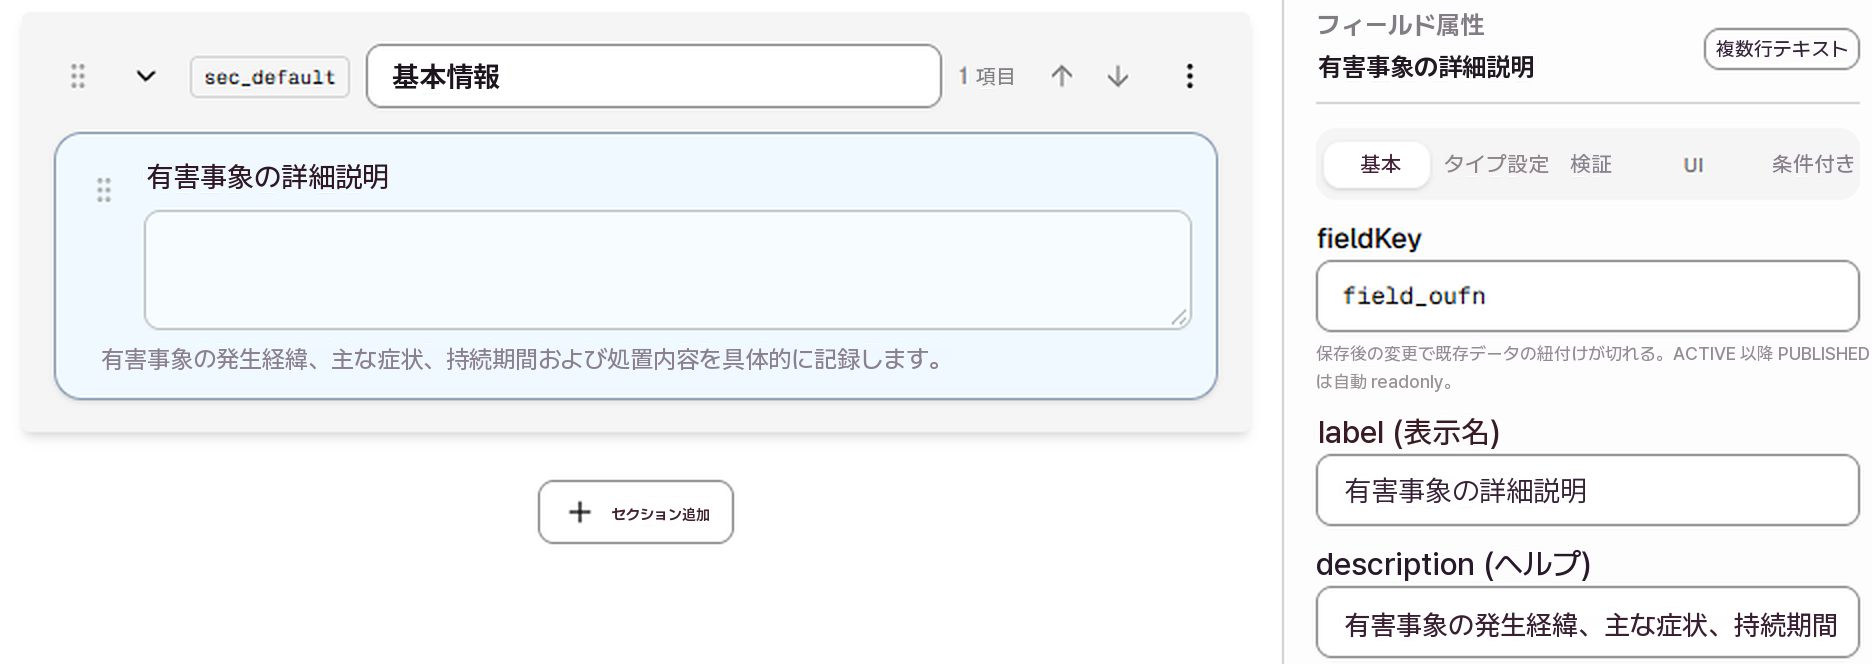 sec_default
基本情報
1 項目
有害事象の詳細説明
有害事象の発生経緯、主な症状、持続期間および処置内容を具体的に記録します。
セクション追加
フィールド属性
有害事象の詳細説明
複数行テキスト
基本 タイプ設定 検証 UI 条件付き
fieldKey
field_oufn
保存後の変更で既存データの紐付けが切れる。ACTIVE 以降 PUBLISHED
は自動 readonly。
label (表示名)
有害事象の詳細説明
description (ヘルプ)
有害事象の発生経緯、主な症状、持続期間